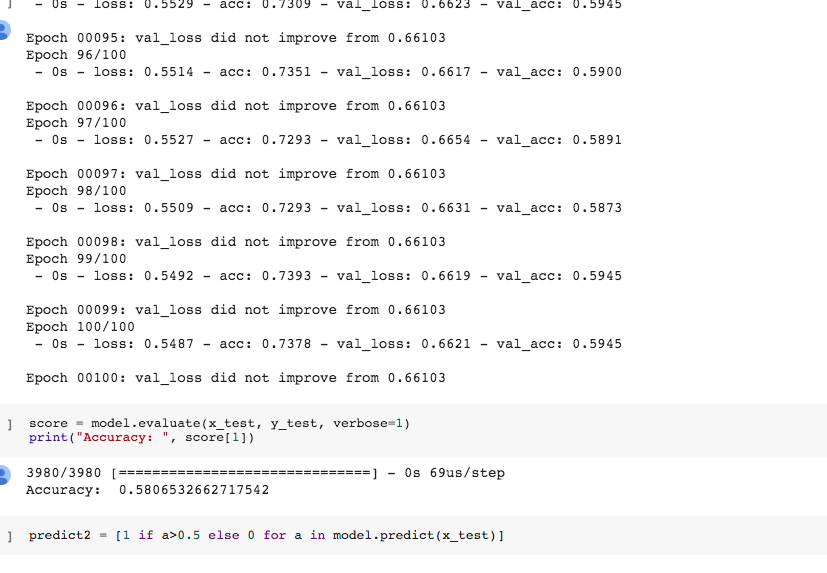 ] - 0s - loss: 0.5529 - acc: 0.7309 - val_loss: 0.6623 - val_acc: 0.5945
Epoch 00095: val_loss did not improve from 0.66103
Epoch 96/100
- 0s - loss: 0.5514 - acc: 0.7351 - val_loss: 0.6617 - val_acc: 0.5900
Epoch 00096: val_loss did not improve from 0.66103
Epoch 97/100
- 0s - loss: 0.5527 - acc: 0.7293 - val_loss: 0.6654 - val_acc: 0.5891
Epoch 00097: val_loss did not improve from 0.66103
Epoch 98/100
- 0s - loss: 0.5509 - acc: 0.7293 - val_loss: 0.6631 - val_acc: 0.5873
Epoch 00098: val_loss did not improve from 0.66103
Epoch 99/100
- 0s - loss: 0.5492 - acc: 0.7393 - val_loss: 0.6619 - val_acc: 0.5945
Epoch 00099: val_loss did not improve from 0.66103
Epoch 100/100
- 0s - loss: 0.5487 - acc: 0.7378 - val_loss: 0.6621 - val_acc: 0.5945
Epoch 00100: val_loss did not improve from 0.66103
] score = model.evaluate(x_test, y_test, verbose=1)
print("Accuracy: ", score[1])
3980/3980 [==============================] - 0s 69us/step
Accuracy:  0.5806532662717542
] predict2 = [1 if a>0.5 else 0 for a in model.predict(x_test)]